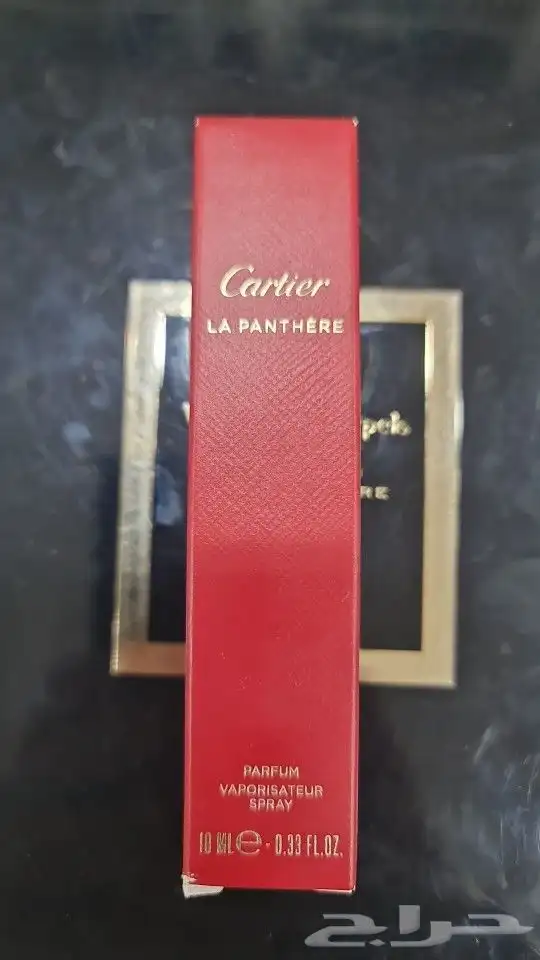 Cartier
LA PANTHÈRE
PARFUM
VAPORISATEUR
SPRAY
10 ML e - 0.33 FL.OZ.
حراج